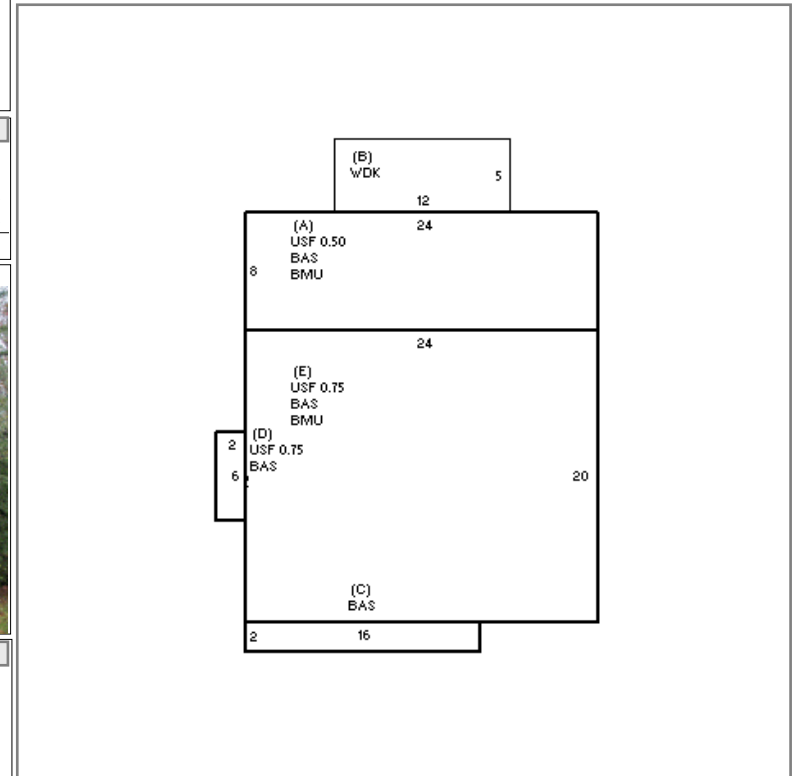 (B)
WDK
5
12
(A)
24
USF 0.50
BAS
8
BMU
24
(E)
USF 0.75
BAS
BMU
(D)
2
USF 0.75
BAS
6
20
(C)
BAS
2
16